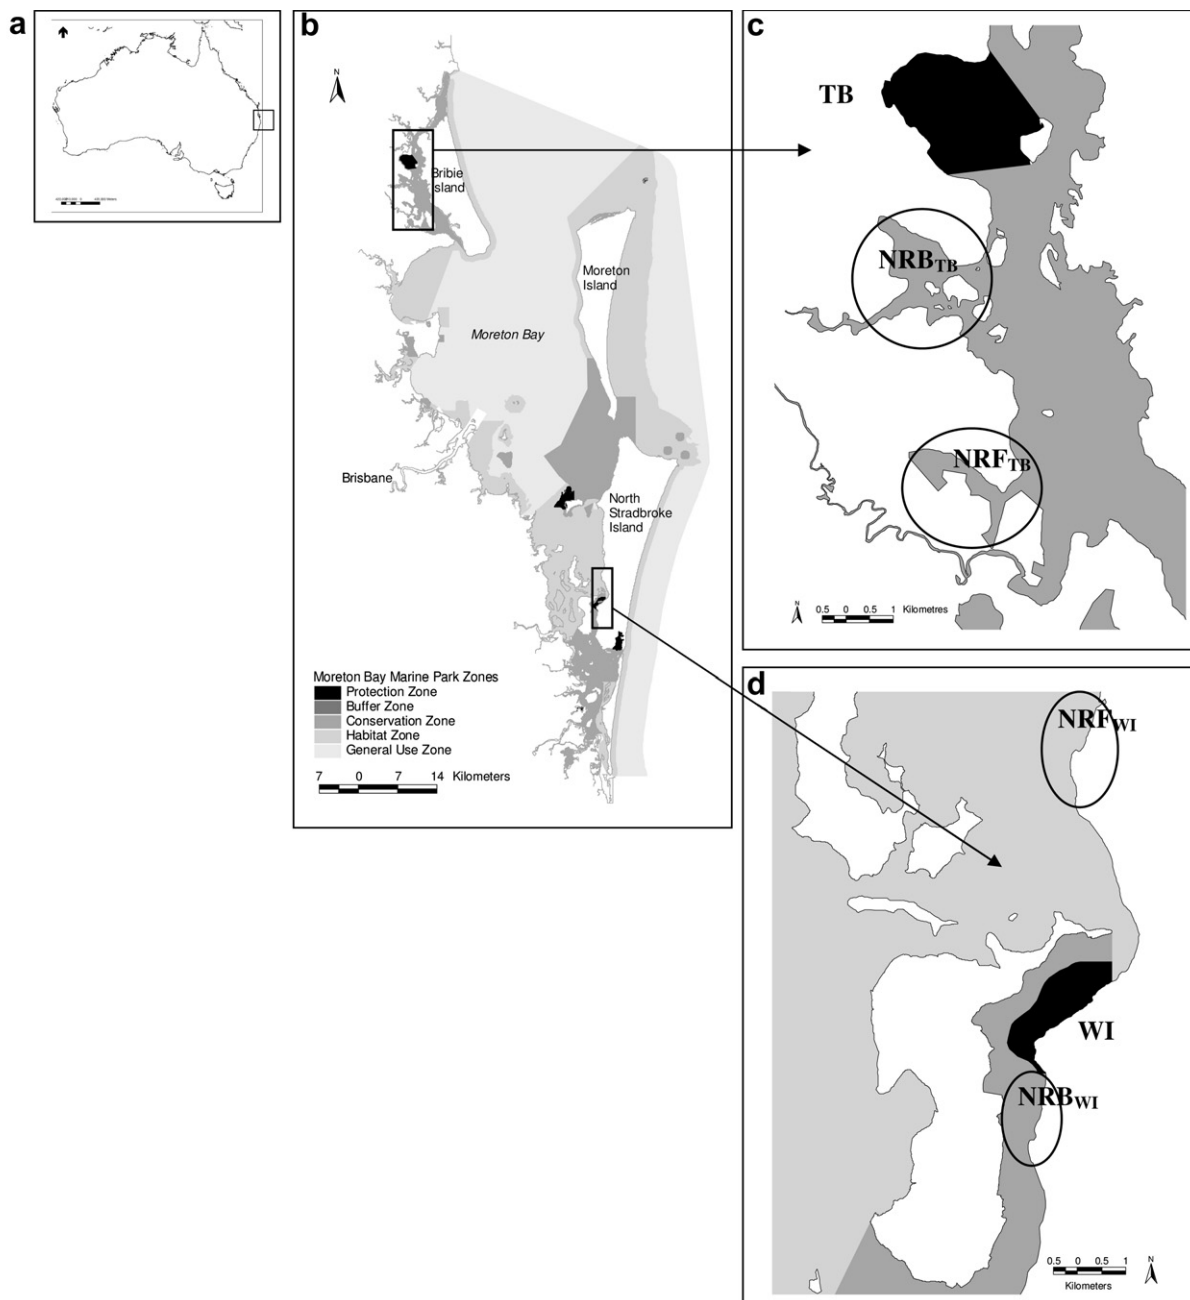 a
b
N
Bribie
Island
Moreton
Island
Moreton Bay
Brisbane
North
Stradbroke
Island
Moreton Bay Marine Park Zones
Protection Zone
Buffer Zone
Conservation Zone
Habitat Zone
General Use Zone
7 0 7 14 Kilometers
c
TB
NRBTB
NRFTB
N
0.5 0 0.5 1 Kilometres
d
NRFWI
WI
NRBWI
0.5 0 0.5 1
Kilometers
N